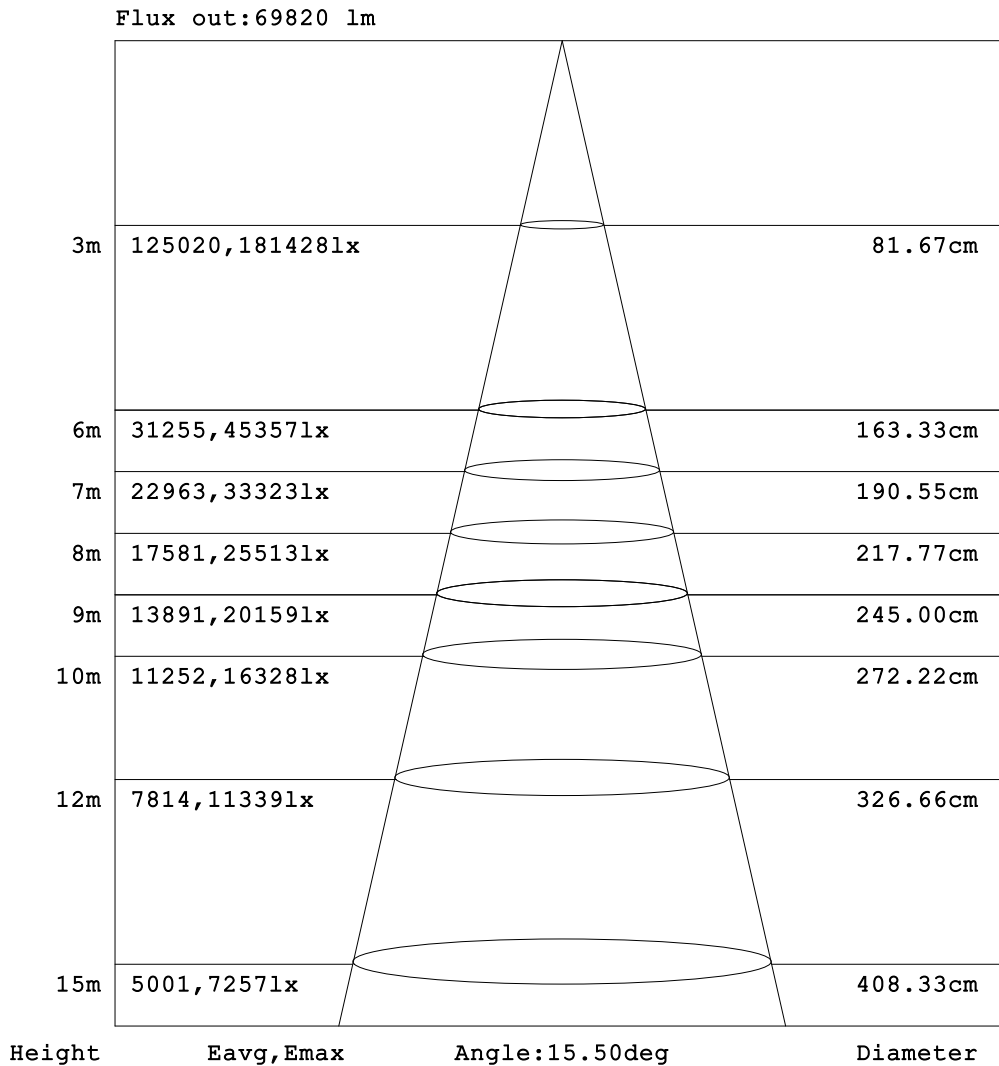 Flux out:69820 lm
3m 125020,181428lx 81.67cm
6m 31255,45357lx 163.33cm
7m 22963,33323lx 190.55cm
8m 17581,25513lx 217.77cm
9m 13891,20159lx 245.00cm
10m 11252,16328lx 272.22cm
12m 7814,11339lx 326.66cm
15m 5001,7257lx 408.33cm
Height Eavg,Emax Angle:15.50deg Diameter